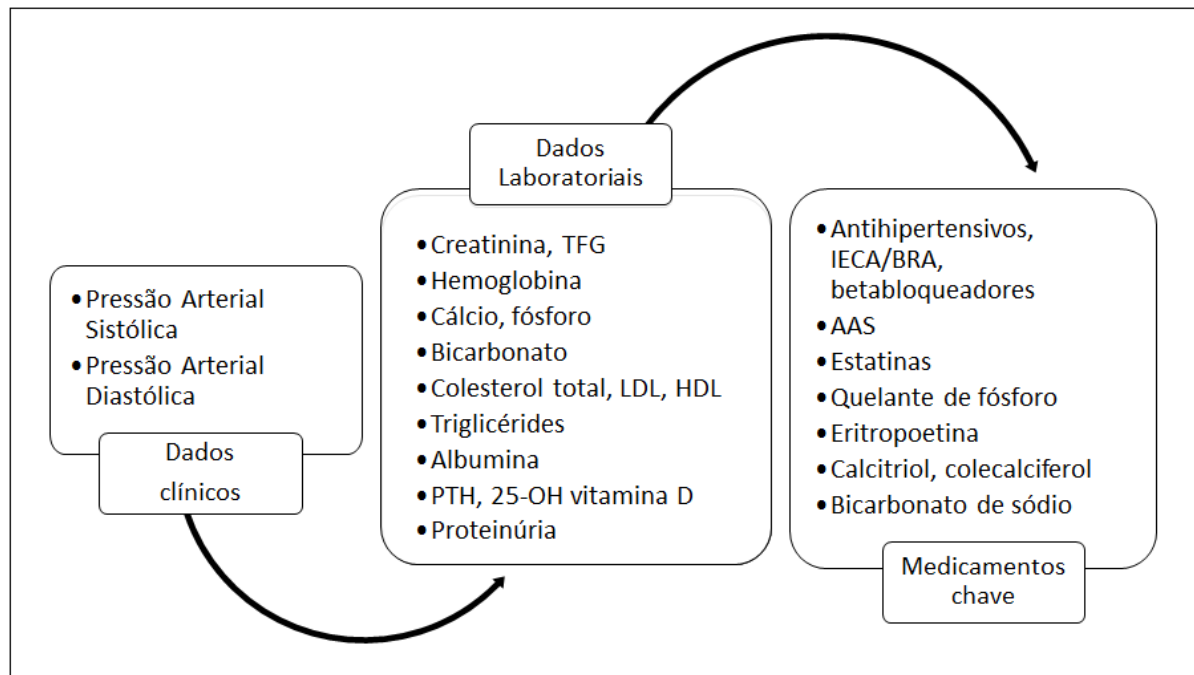 • Pressão Arterial
Sistólica
• Pressão Arterial
Diastólica
Dados
clínicos
Dados
Laboratoriais
• Creatinina, TFG
• Hemoglobina
• Cálcio, fósforo
• Bicarbonato
• Colesterol total, LDL, HDL
• Triglicérides
• Albumina
• PTH, 25-OH vitamina D
• Proteinúria
• Antihipertensivos,
IECA/BRA,
betabloqueadores
• AAS
• Estatinas
• Quelante de fósforo
• Eritropoetina
• Calcitriol, colecalciferol
• Bicarbonato de sódio
Medicamentos
chave